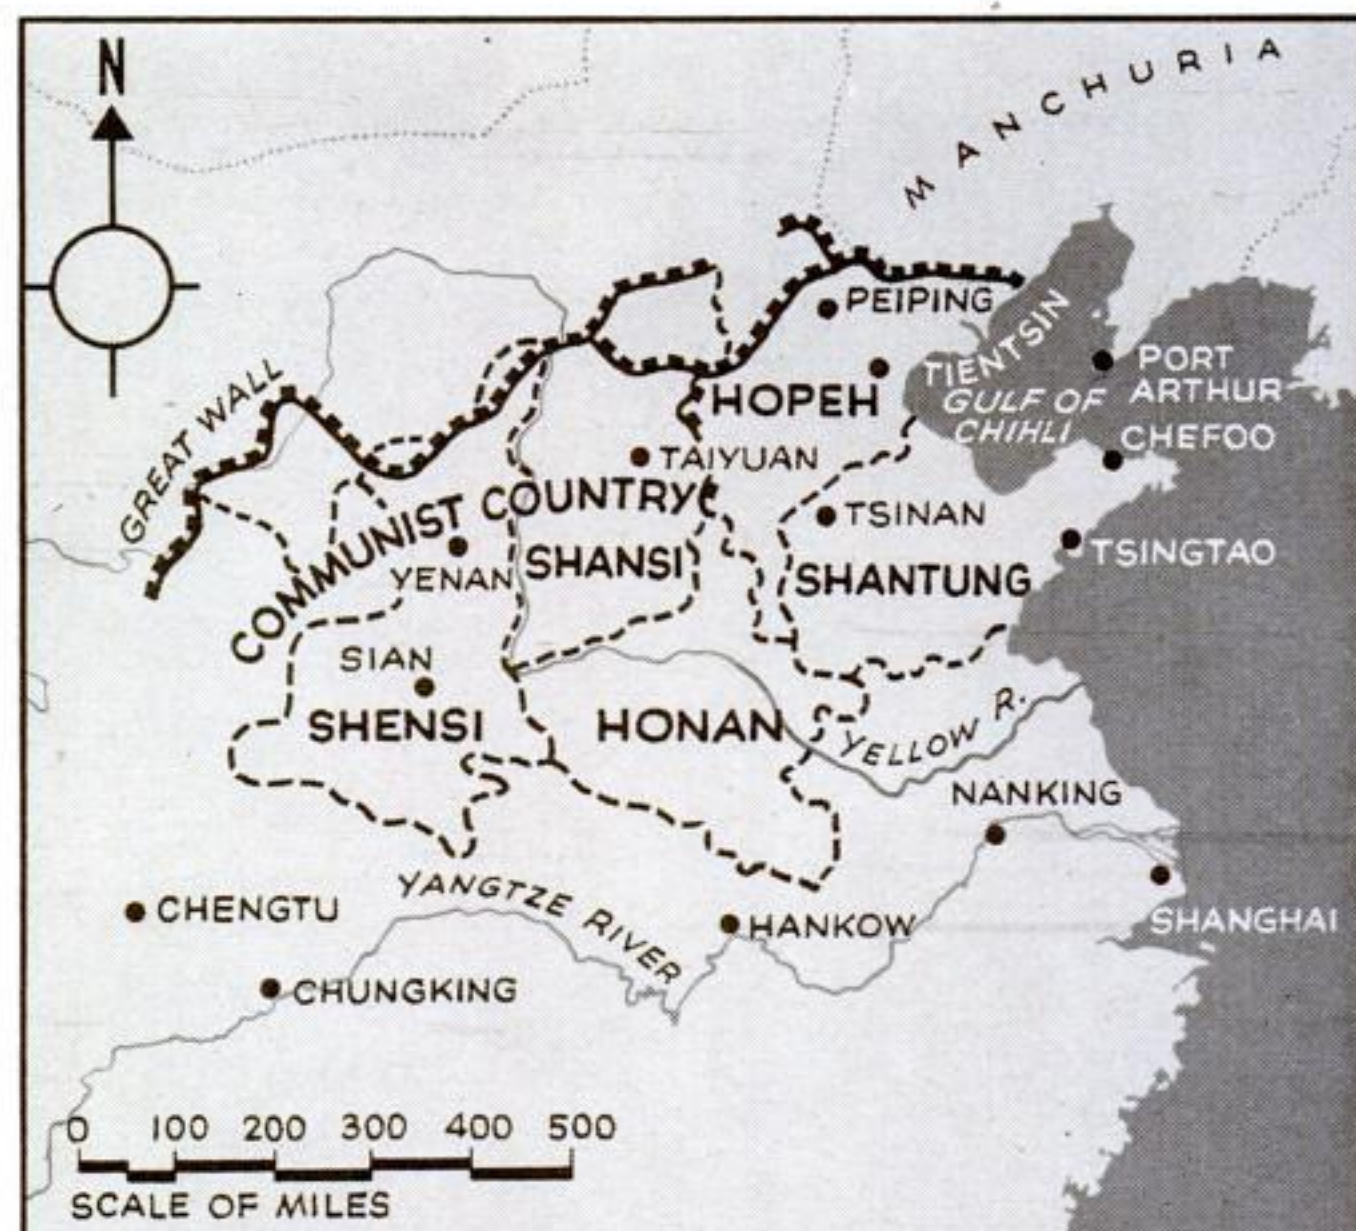 N
MANCHURIA
GREAT WALL
PEIPING
TIENTSIN
HOPEH
GULF OF
CHIHLI
PORT
ARTHUR
CHEFOO
TAIYUAN
COMMUNIST COUNTRY
TSINAN
TSINGTAO
YENAN
SHANSI
SHANTUNG
SIAN
SHENSI
HONAN
YELLOW R.
NANKING
YANGTZE RIVER
CHENGTU
HANKOW
SHANGHAI
CHUNGKING
0 100 200 300 400 500
SCALE OF MILES